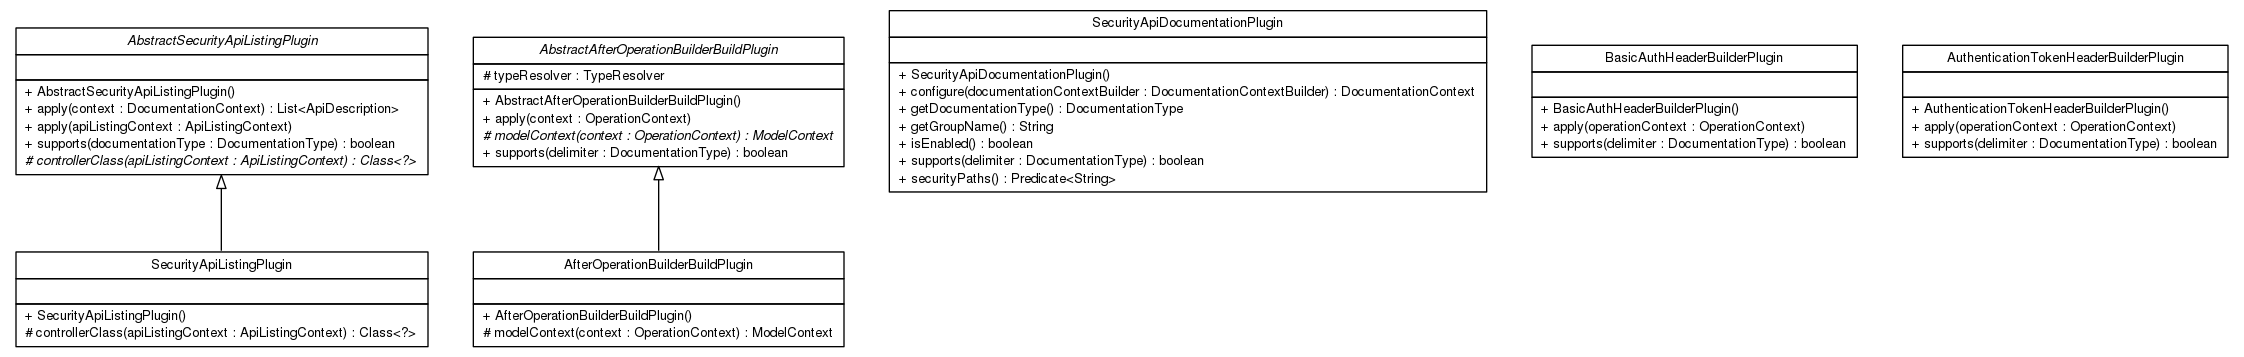 AbstractSecurityApiListingPlugin
+ AbstractSecurityApiListingPlugin()
+ apply(context : DocumentationContext) : List<ApiDescription>
+ apply(apiListingContext : ApiListingContext)
+ supports(documentationType : DocumentationType) : boolean
# controllerClass(apiListingContext : ApiListingContext) : Class<?>
SecurityApiListingPlugin
+ SecurityApiListingPlugin()
# controllerClass(apiListingContext : ApiListingContext) : Class<?>
AbstractAfterOperationBuilderBuildPlugin
# typeResolver : TypeResolver
+ AbstractAfterOperationBuilderBuildPlugin()
+ apply(context : OperationContext)
# modelContext(context : OperationContext) : ModelContext
+ supports(delimiter : DocumentationType) : boolean
AfterOperationBuilderBuildPlugin
+ AfterOperationBuilderBuildPlugin()
# modelContext(context : OperationContext) : ModelContext
SecurityApiDocumentationPlugin
+ SecurityApiDocumentationPlugin()
+ configure(documentationContextBuilder : DocumentationContextBuilder) : DocumentationContext
+ getDocumentationType() : DocumentationType
+ getGroupName() : String
+ isEnabled() : boolean
+ supports(delimiter : DocumentationType) : boolean
+ securityPaths() : Predicate<String>
BasicAuthHeaderBuilderPlugin
+ BasicAuthHeaderBuilderPlugin()
+ apply(operationContext : OperationContext)
+ supports(delimiter : DocumentationType) : boolean
AuthenticationTokenHeaderBuilderPlugin
+ AuthenticationTokenHeaderBuilderPlugin()
+ apply(operationContext : OperationContext)
+ supports(delimiter : DocumentationType) : boolean